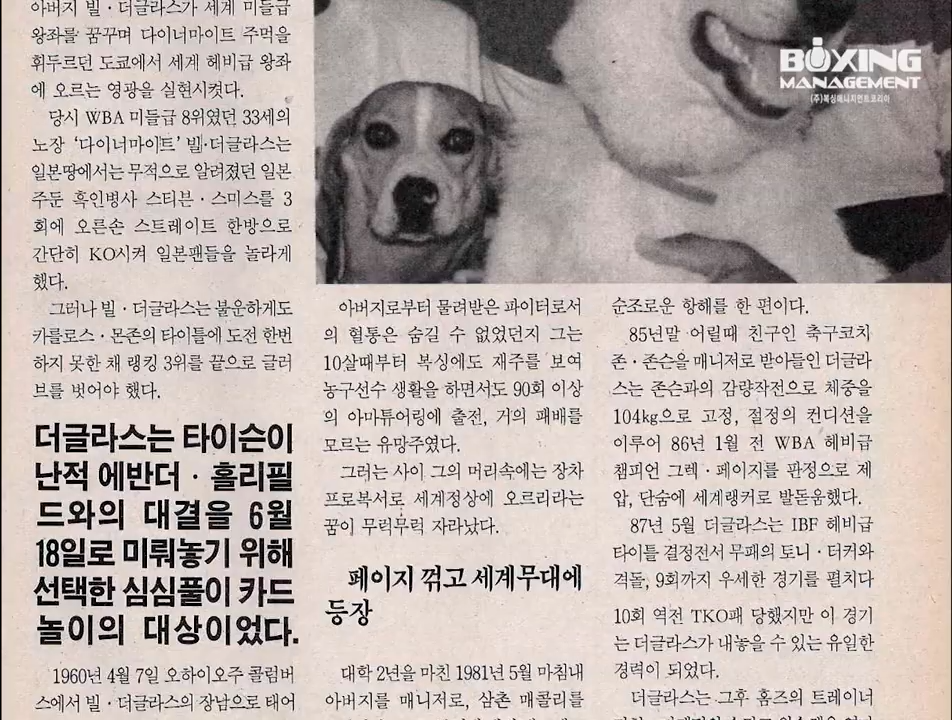 아버지 빌·더글라스가 세계 미들급
왕좌를 꿈꾸며 다이너마이트 주먹을
휘두르던 도쿄에서 세계 헤비급 왕좌
에 오르는 영광을 실현시켰다.
당시 WBA 미들급 8위였던 33세의
노장 '다이너마이트' 빌·더글라스는
일본땅에서는 무적으로 알려졌던 일본
주둔 흑인병사 스티븐·스미스를 3
회에 오른손 스트레이트 한방으로
간단히 KO시켜 일본팬들을 놀라게
했다.
그러나 빌·더글라스는 불운하게도
카를로스·몬존의 타이틀에 도전 한번
하지 못한 채 랭킹 3위를 끝으로 글러
브를 벗어야 했다.
더글라스는 타이슨이
난적 에반더·홀리필
드와의 대결을 6월
18일로 미뤄놓기 위해
선택한 심심풀이 카드
놀이의 대상이었다.
1960년 4월 7일 오하이오주 콜럼버
스에서 빌·더글라스의 장남으로 태어
BOXING
MANAGEMENT
(주)복싱매니지먼트코리아
아버지로부터 물려받은 파이터로서
의 혈통은 숨길 수 없었던지 그는
10살때부터 복싱에도 재주를 보여
농구선수 생활을 하면서도 90회 이상
의 아마튜어링에 출전, 거의 패배를
모르는 유망주였다.
그러는 사이 그의 머리속에는 장차
프로복서로 세계정상에 오르리라는
꿈이 무럭무럭 자라났다.
페이지 꺾고 세계무대에
등장
대학 2년을 마친 1981년 5월 마침내
아버지를 매니저로, 삼촌 매콜리를
순조로운 항해를 한 편이다.
85년말 어릴때 친구인 축구코치
존·존슨을 매니저로 받아들인 더글라
스는 존슨과의 감량작전으로 체중을
104kg으로 고정, 절정의 컨디션을
이루어 86년 1월 전 WBA 헤비급
챔피언 그렉·페이지를 판정으로 제
압, 단숨에 세계랭커로 발돋움했다.
87년 5월 더글라스는 IBF 헤비급
타이틀 결정전서 무패의 토니·터커와
격돌, 9회까지 우세한 경기를 펼치다
10회 역전 TKO패 당했지만 이 경기
는 더글라스가 내놓을 수 있는 유일한
경력이 되었다.
더글라스는 그후 홈즈의 트레이너